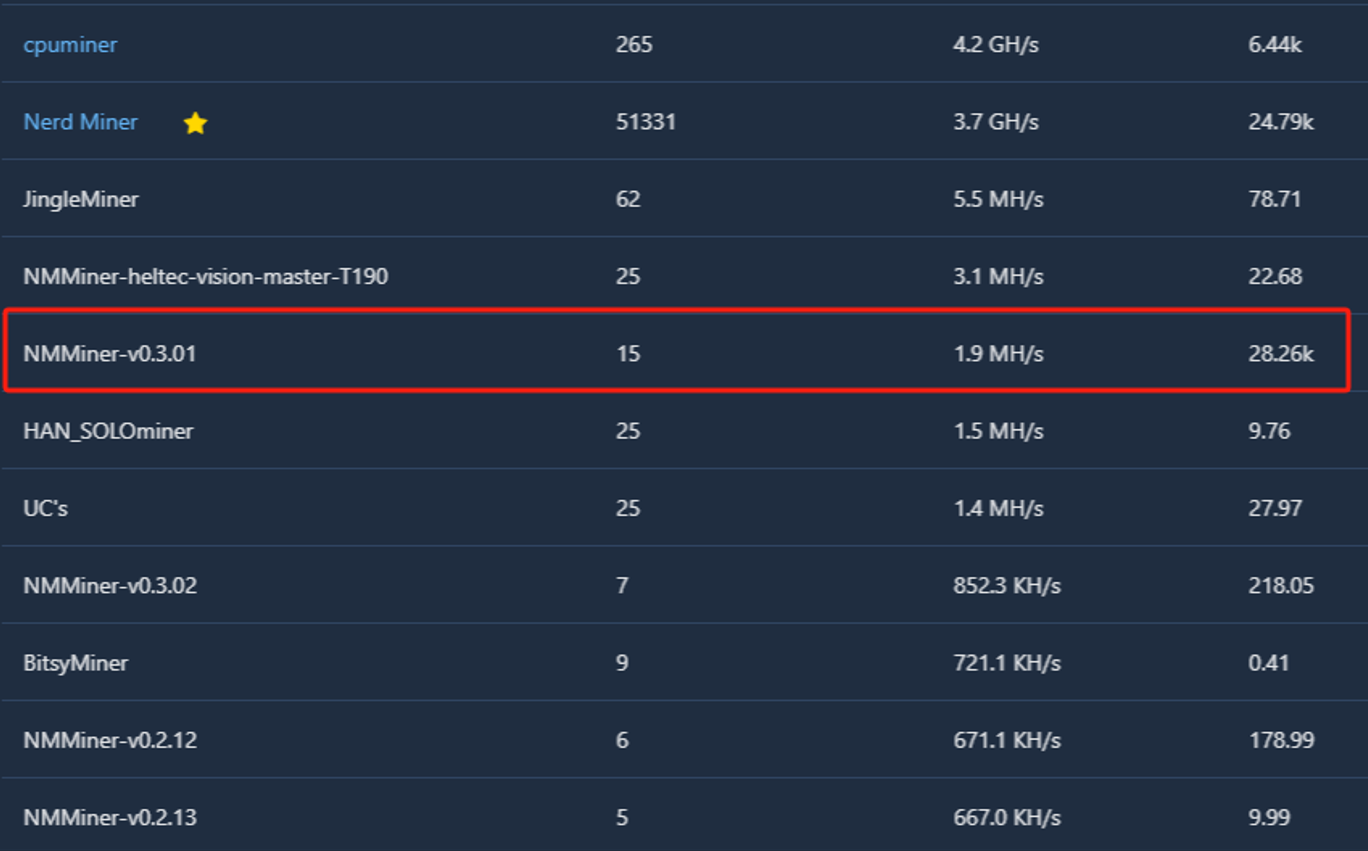 cpuminer 265 4.2 GH/s 6.44k
Nerd Miner 51331 3.7 GH/s 24.79k
JingleMiner 62 5.5 MH/s 78.71
NMMiner-heltec-vision-master-T190 25 3.1 MH/s 22.68
NMMiner-v0.3.01 15 1.9 MH/s 28.26k
HAN_SOLOminer 25 1.5 MH/s 9.76
UC's 25 1.4 MH/s 27.97
NMMiner-v0.3.02 7 852.3 KH/s 218.05
BitsyMiner 9 721.1 KH/s 0.41
NMMiner-v0.2.12 6 671.1 KH/s 178.99
NMMiner-v0.2.13 5 667.0 KH/s 9.99